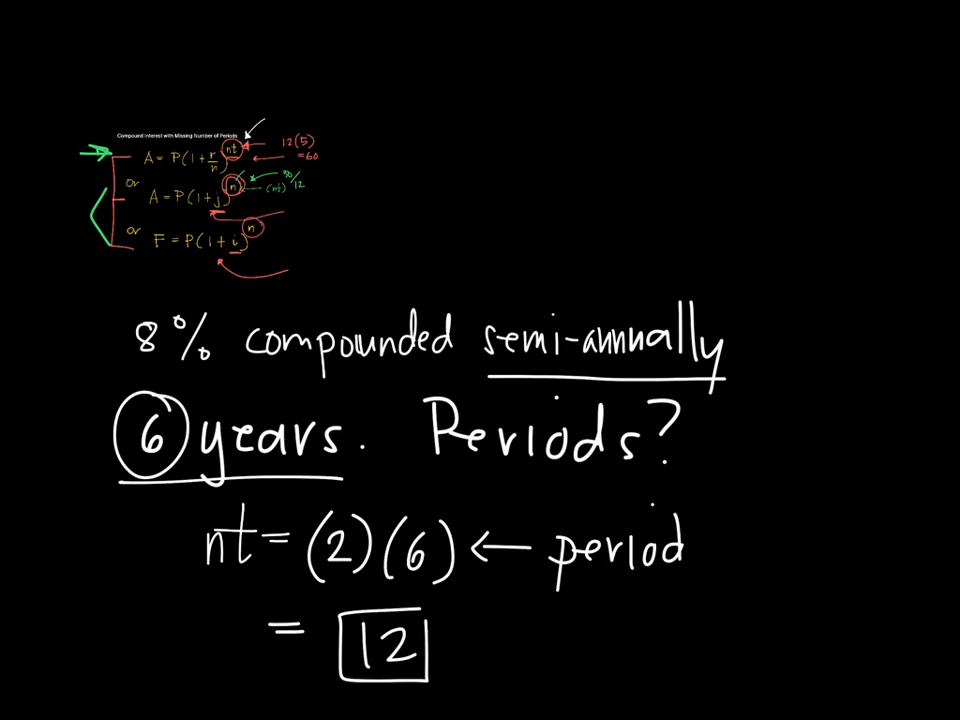 Compound Interest with Missing Number of Periods
A = P(1 + r/n)^nt 12(5)
= 60
or
A = P(1 + j)^n (nt) /12
or
F = P(1 + i)^n
8% compounded semi-annually
6 years. Periods?
nt = (2)(6) ← period
= 12